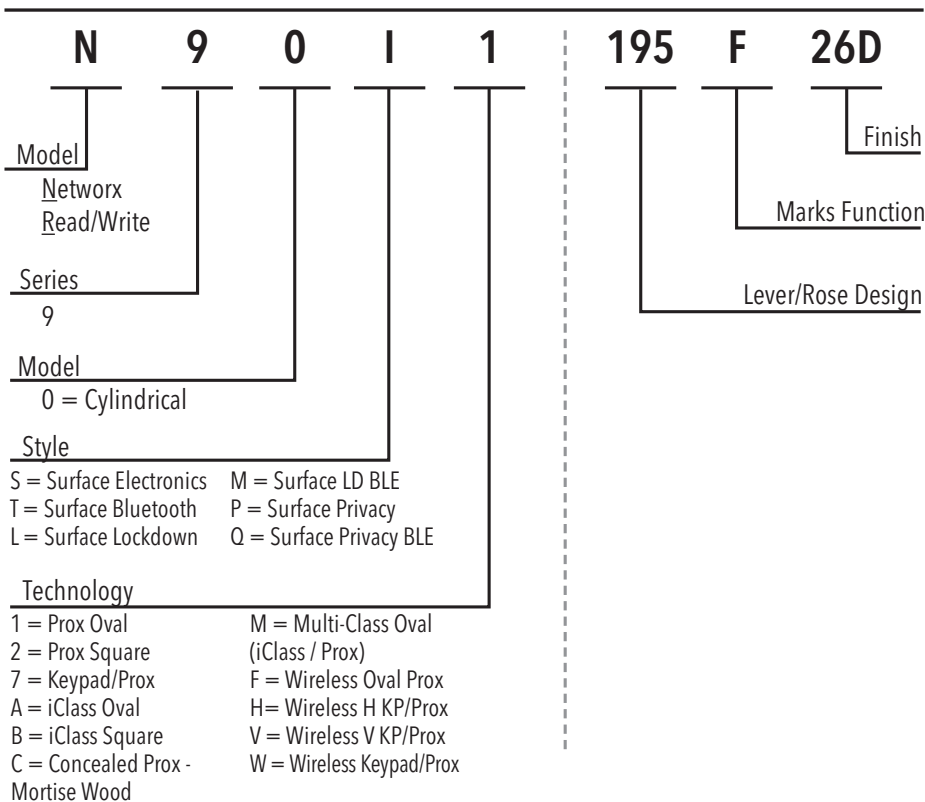 N 9 0 I 1 195 F 26D
Finish
Model
Networx
Read/Write
Marks Function
Series
9
Lever/Rose Design
Model
0 = Cylindrical
Style
S = Surface Electronics M = Surface LD BLE
T = Surface Bluetooth P = Surface Privacy
L = Surface Lockdown Q = Surface Privacy BLE
Technology
1 = Prox Oval
2 = Prox Square
7 = Keypad/Prox
A = iClass Oval
B = iClass Square
C = Concealed Prox -
Mortise Wood
M = Multi-Class Oval
(iClass / Prox)
F = Wireless Oval Prox
H= Wireless H KP/Prox
V = Wireless V KP/Prox
W = Wireless Keypad/Prox